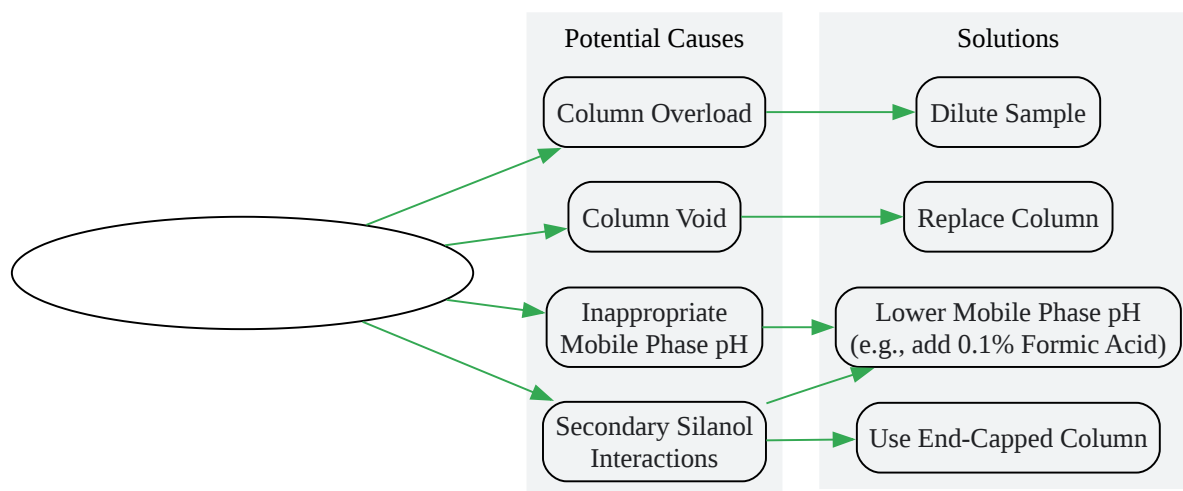 Potential Causes
Solutions
Column Overload
Dilute Sample
Column Void
Replace Column
Inappropriate
Mobile Phase pH
Lower Mobile Phase pH
(e.g., add 0.1% Formic Acid)
Secondary Silanol
Interactions
Use End-Capped Column